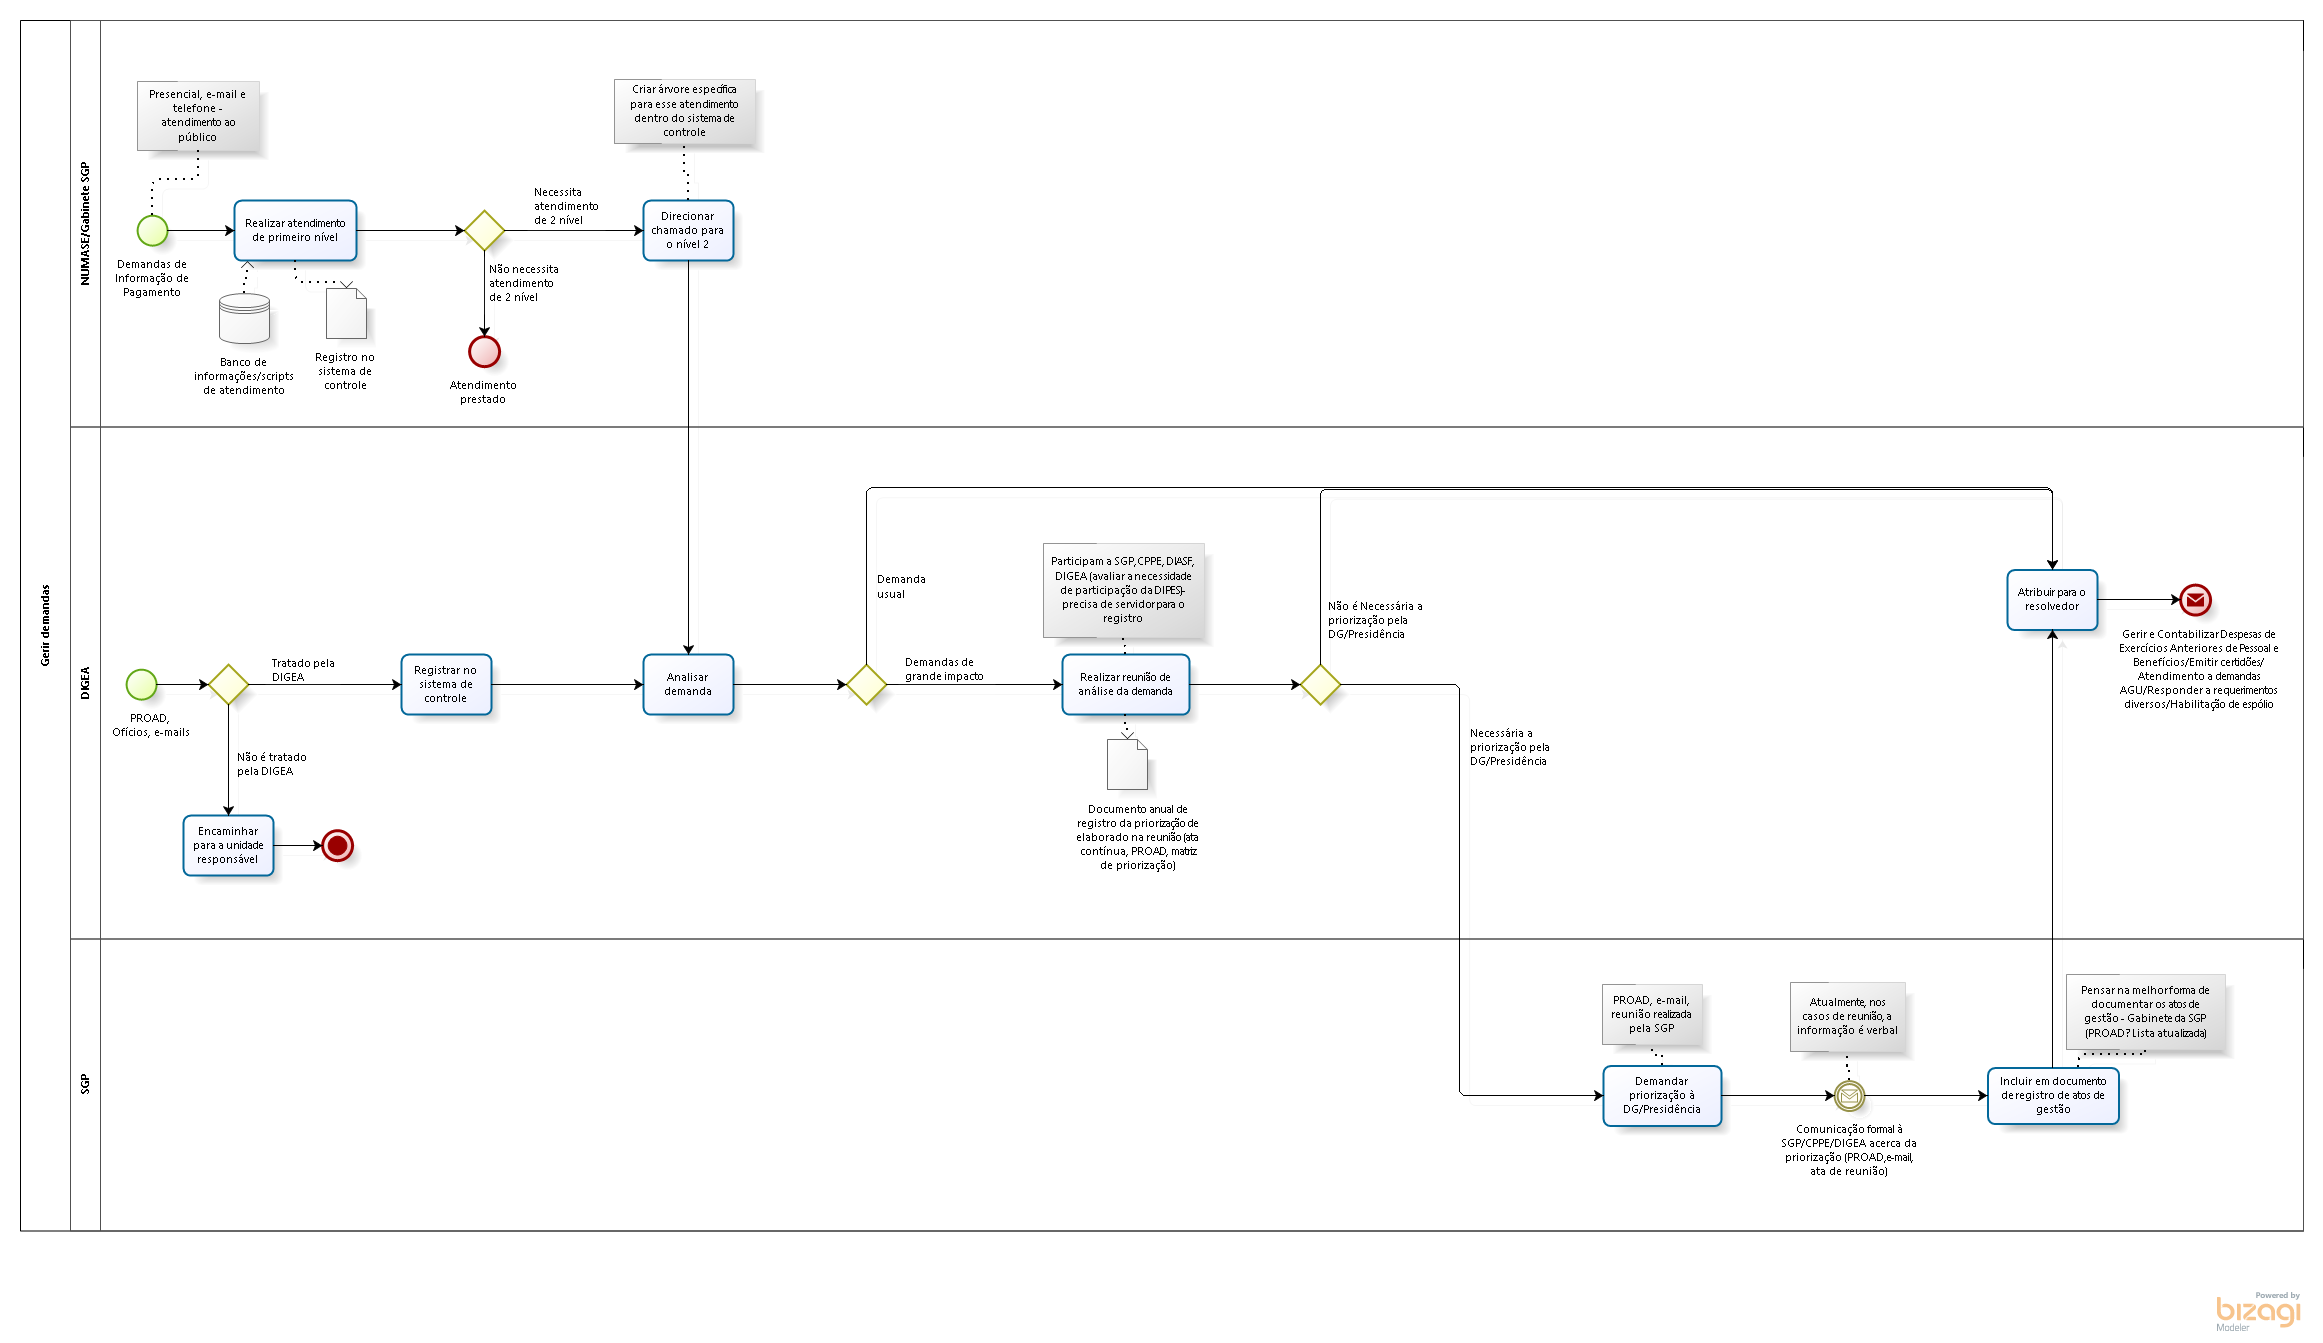 Gerir demandas
NUMASE/Gabinete SGP
Presencial, e-mail e
telefone -
atendimento ao
público
Demandas de
Informação de
Pagamento
Realizar atendimento
de primeiro nível
Banco de
informações/scripts
de atendimento
Registro no
sistema de
controle
Necessita
atendimento
de 2 nível
Não necessita
atendimento
de 2 nível
Atendimento
prestado
Criar árvore específica
para esse atendimento
dentro do sistema de
controle
Direcionar
chamado para
o nível 2
DIGEA
PROAD,
Ofícios, e-mails
Tratado pela
DIGEA
Não é tratado
pela DIGEA
Encaminhar
para a unidade
responsável
Registrar no
sistema de
controle
Analisar
demanda
Demanda
usual
Demandas de
grande impacto
Participam a SGP, CPPE, DIASF,
DIGEA (avaliar a necessidade
de participação da DIPES)-
precisa de servidor para o
registro
Realizar reunião de
análise da demanda
Documento anual de
registro da priorização de
elaborado na reunião (ata
contínua, PROAD, matriz
de priorização)
Não é Necessária a
priorização pela
DG/Presidência
Necessária a
priorização pela
DG/Presidência
Atribuir para o
resolvedor
Gerir e Contabilizar Despesas de
Exercícios Anteriores de Pessoal e
Benefícios/Emitir certidões/
Atendimento a demandas
AGU/Responder a requerimentos
diversos/Habilitação de espólio
SGP
PROAD, e-mail,
reunião realizada
pela SGP
Demandar
priorização à
DG/Presidência
Atualmente, nos
casos de reunião, a
informação é verbal
Comunicação formal à
SGP/CPPE/DIGEA acerca da
priorização (PROAD,e-mail,
ata de reunião)
Pensar na melhor forma de
documentar os atos de
gestão - Gabinete da SGP
(PROAD? Lista atualizada)
Incluir em documento
de registro de atos de
gestão
Powered by
bizagi
Modeler